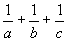 1/a + 1/b + 1/c